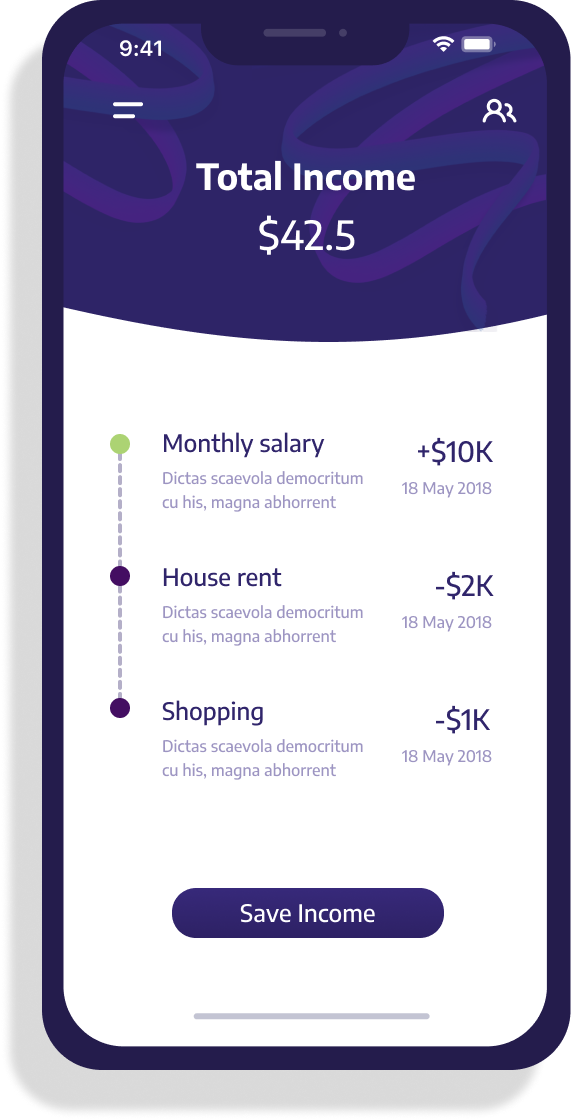 9:41
Total Income
$42.5
Monthly salary
+$10K
Dictas scaevola democritum
18 May 2018
cu his, magna abhorrent
House rent
-$2K
Dictas scaevola democritum
18 May 2018
cu his, magna abhorrent
Shopping
-$1K
Dictas scaevola democritum
18 May 2018
cu his, magna abhorrent
Save Income